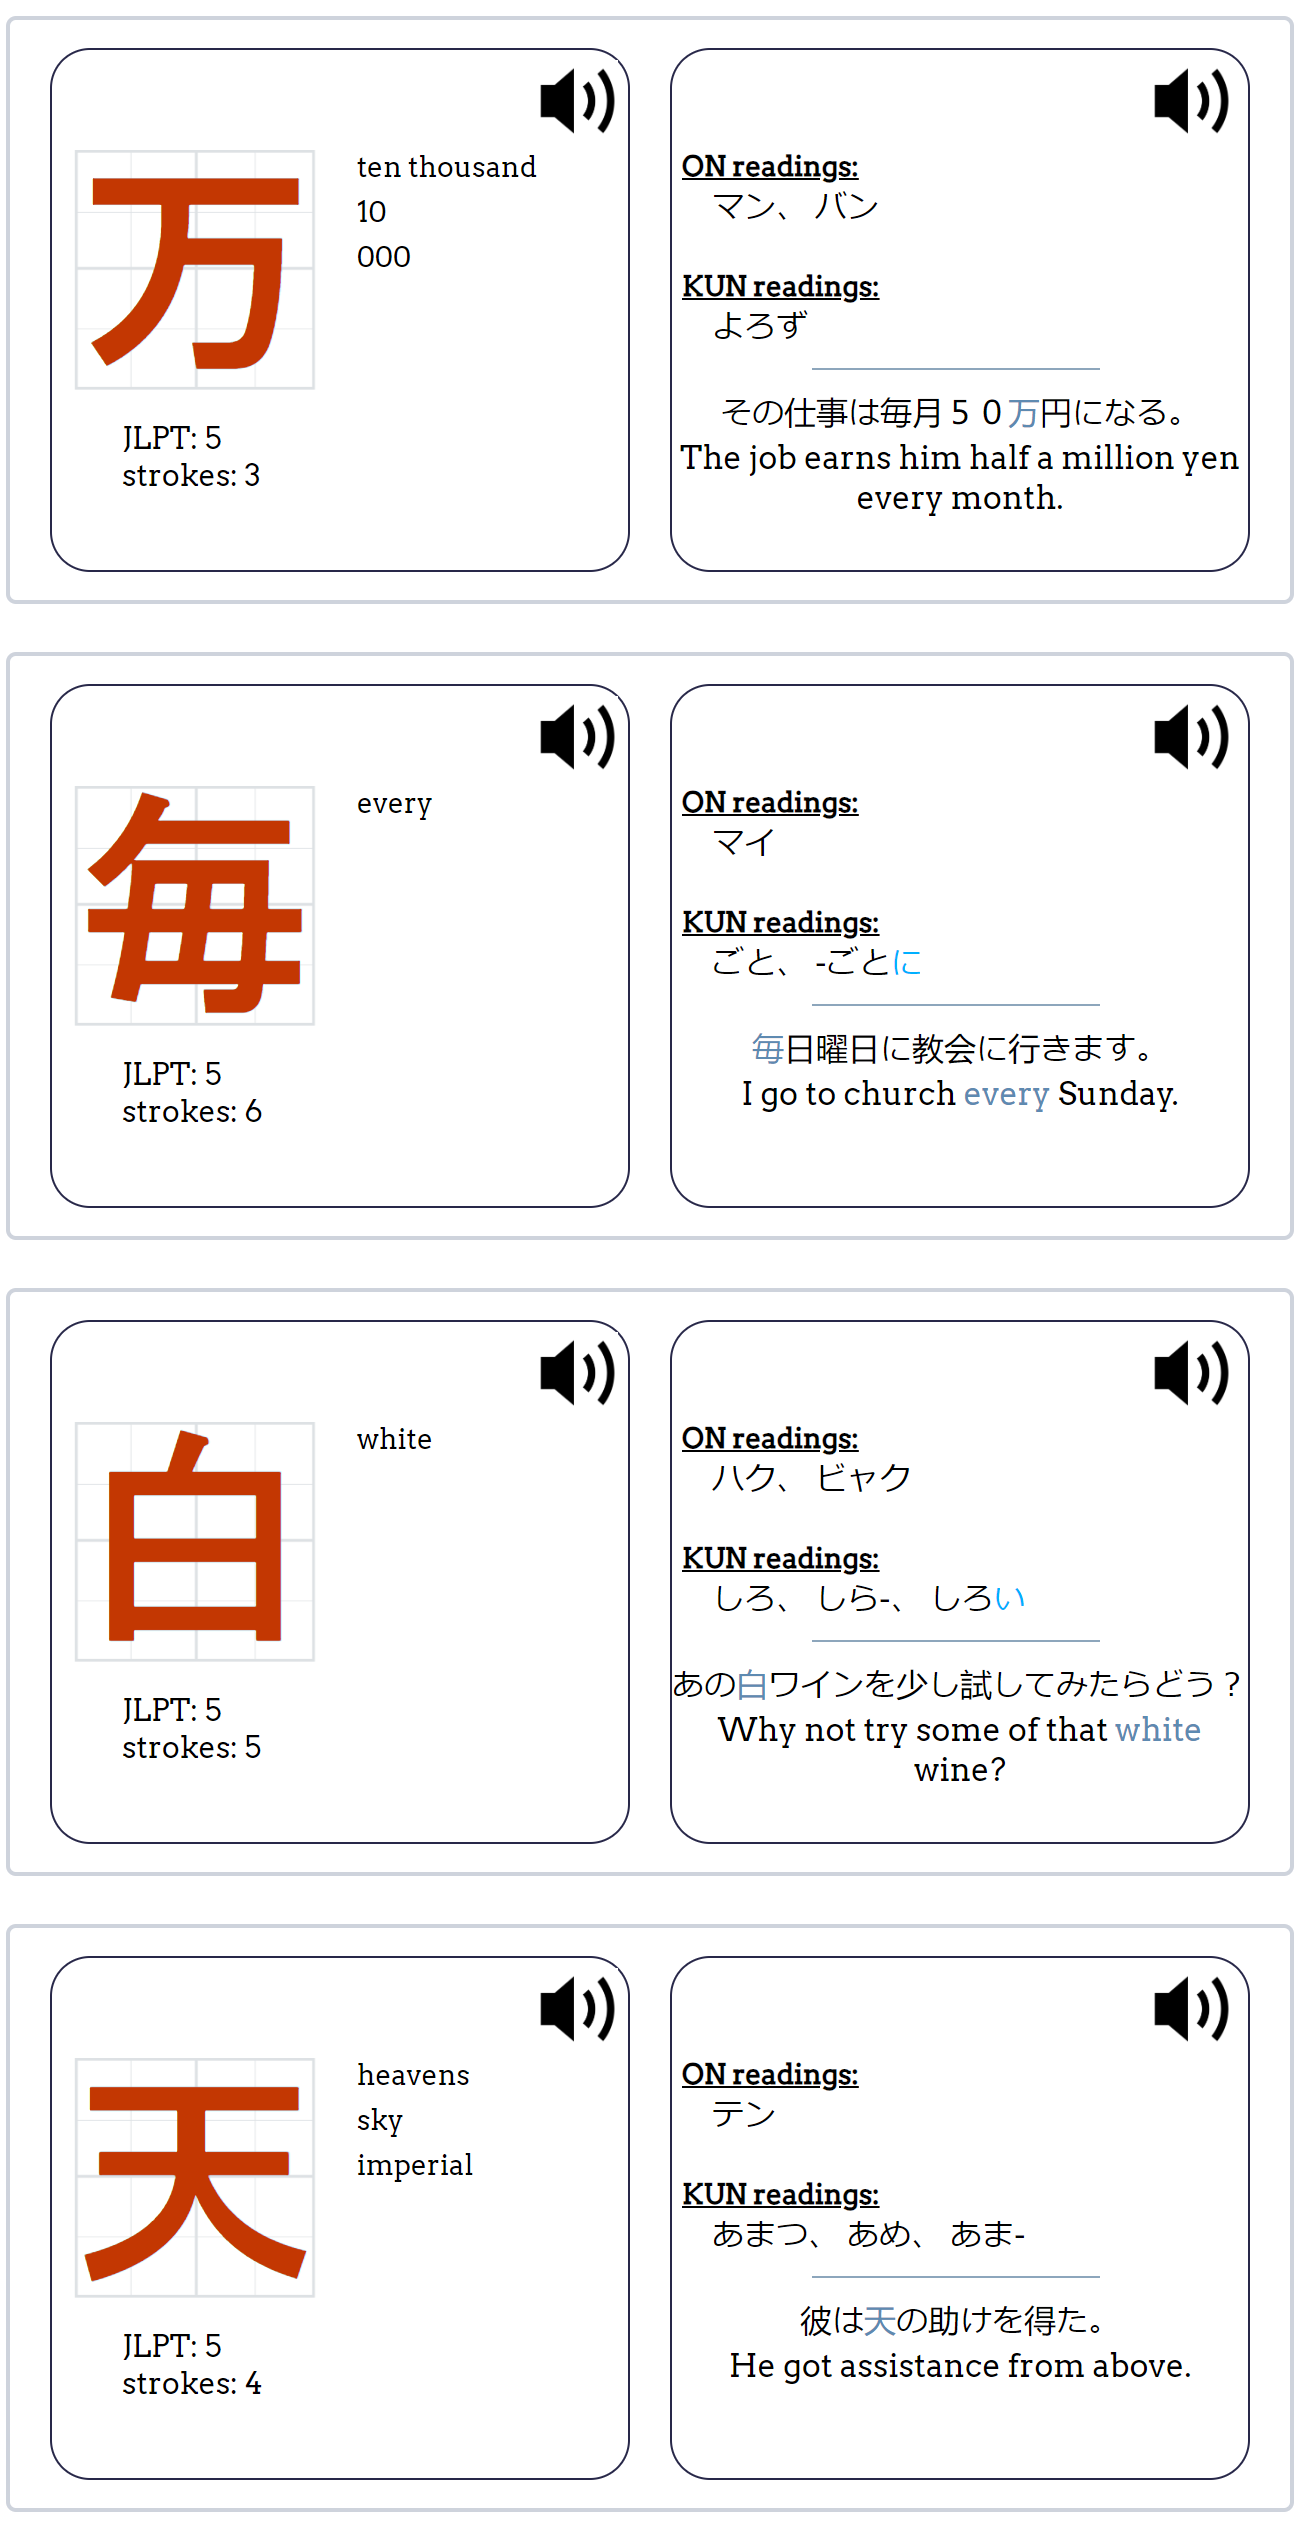 万
ten thousand
10
000
JLPT: 5
strokes: 3
ON readings:
マン、 バン
KUN readings:
よろず
その仕事は毎月５０万円になる。
The job earns him half a million yen
every month.
毎
every
JLPT: 5
strokes: 6
ON readings:
マイ
KUN readings:
ごと、 -ごとに
毎日曜日に教会に行きます。
I go to church every Sunday.
白
white
JLPT: 5
strokes: 5
ON readings:
ハク、 ビャク
KUN readings:
しろ、 しら-、 しろい
あの白ワインを少し試してみたらどう？
Why not try some of that white
wine?
天
heavens
sky
imperial
JLPT: 5
strokes: 4
ON readings:
テン
KUN readings:
あまつ、 あめ、 あま-
彼は天の助けを得た。
He got assistance from above.